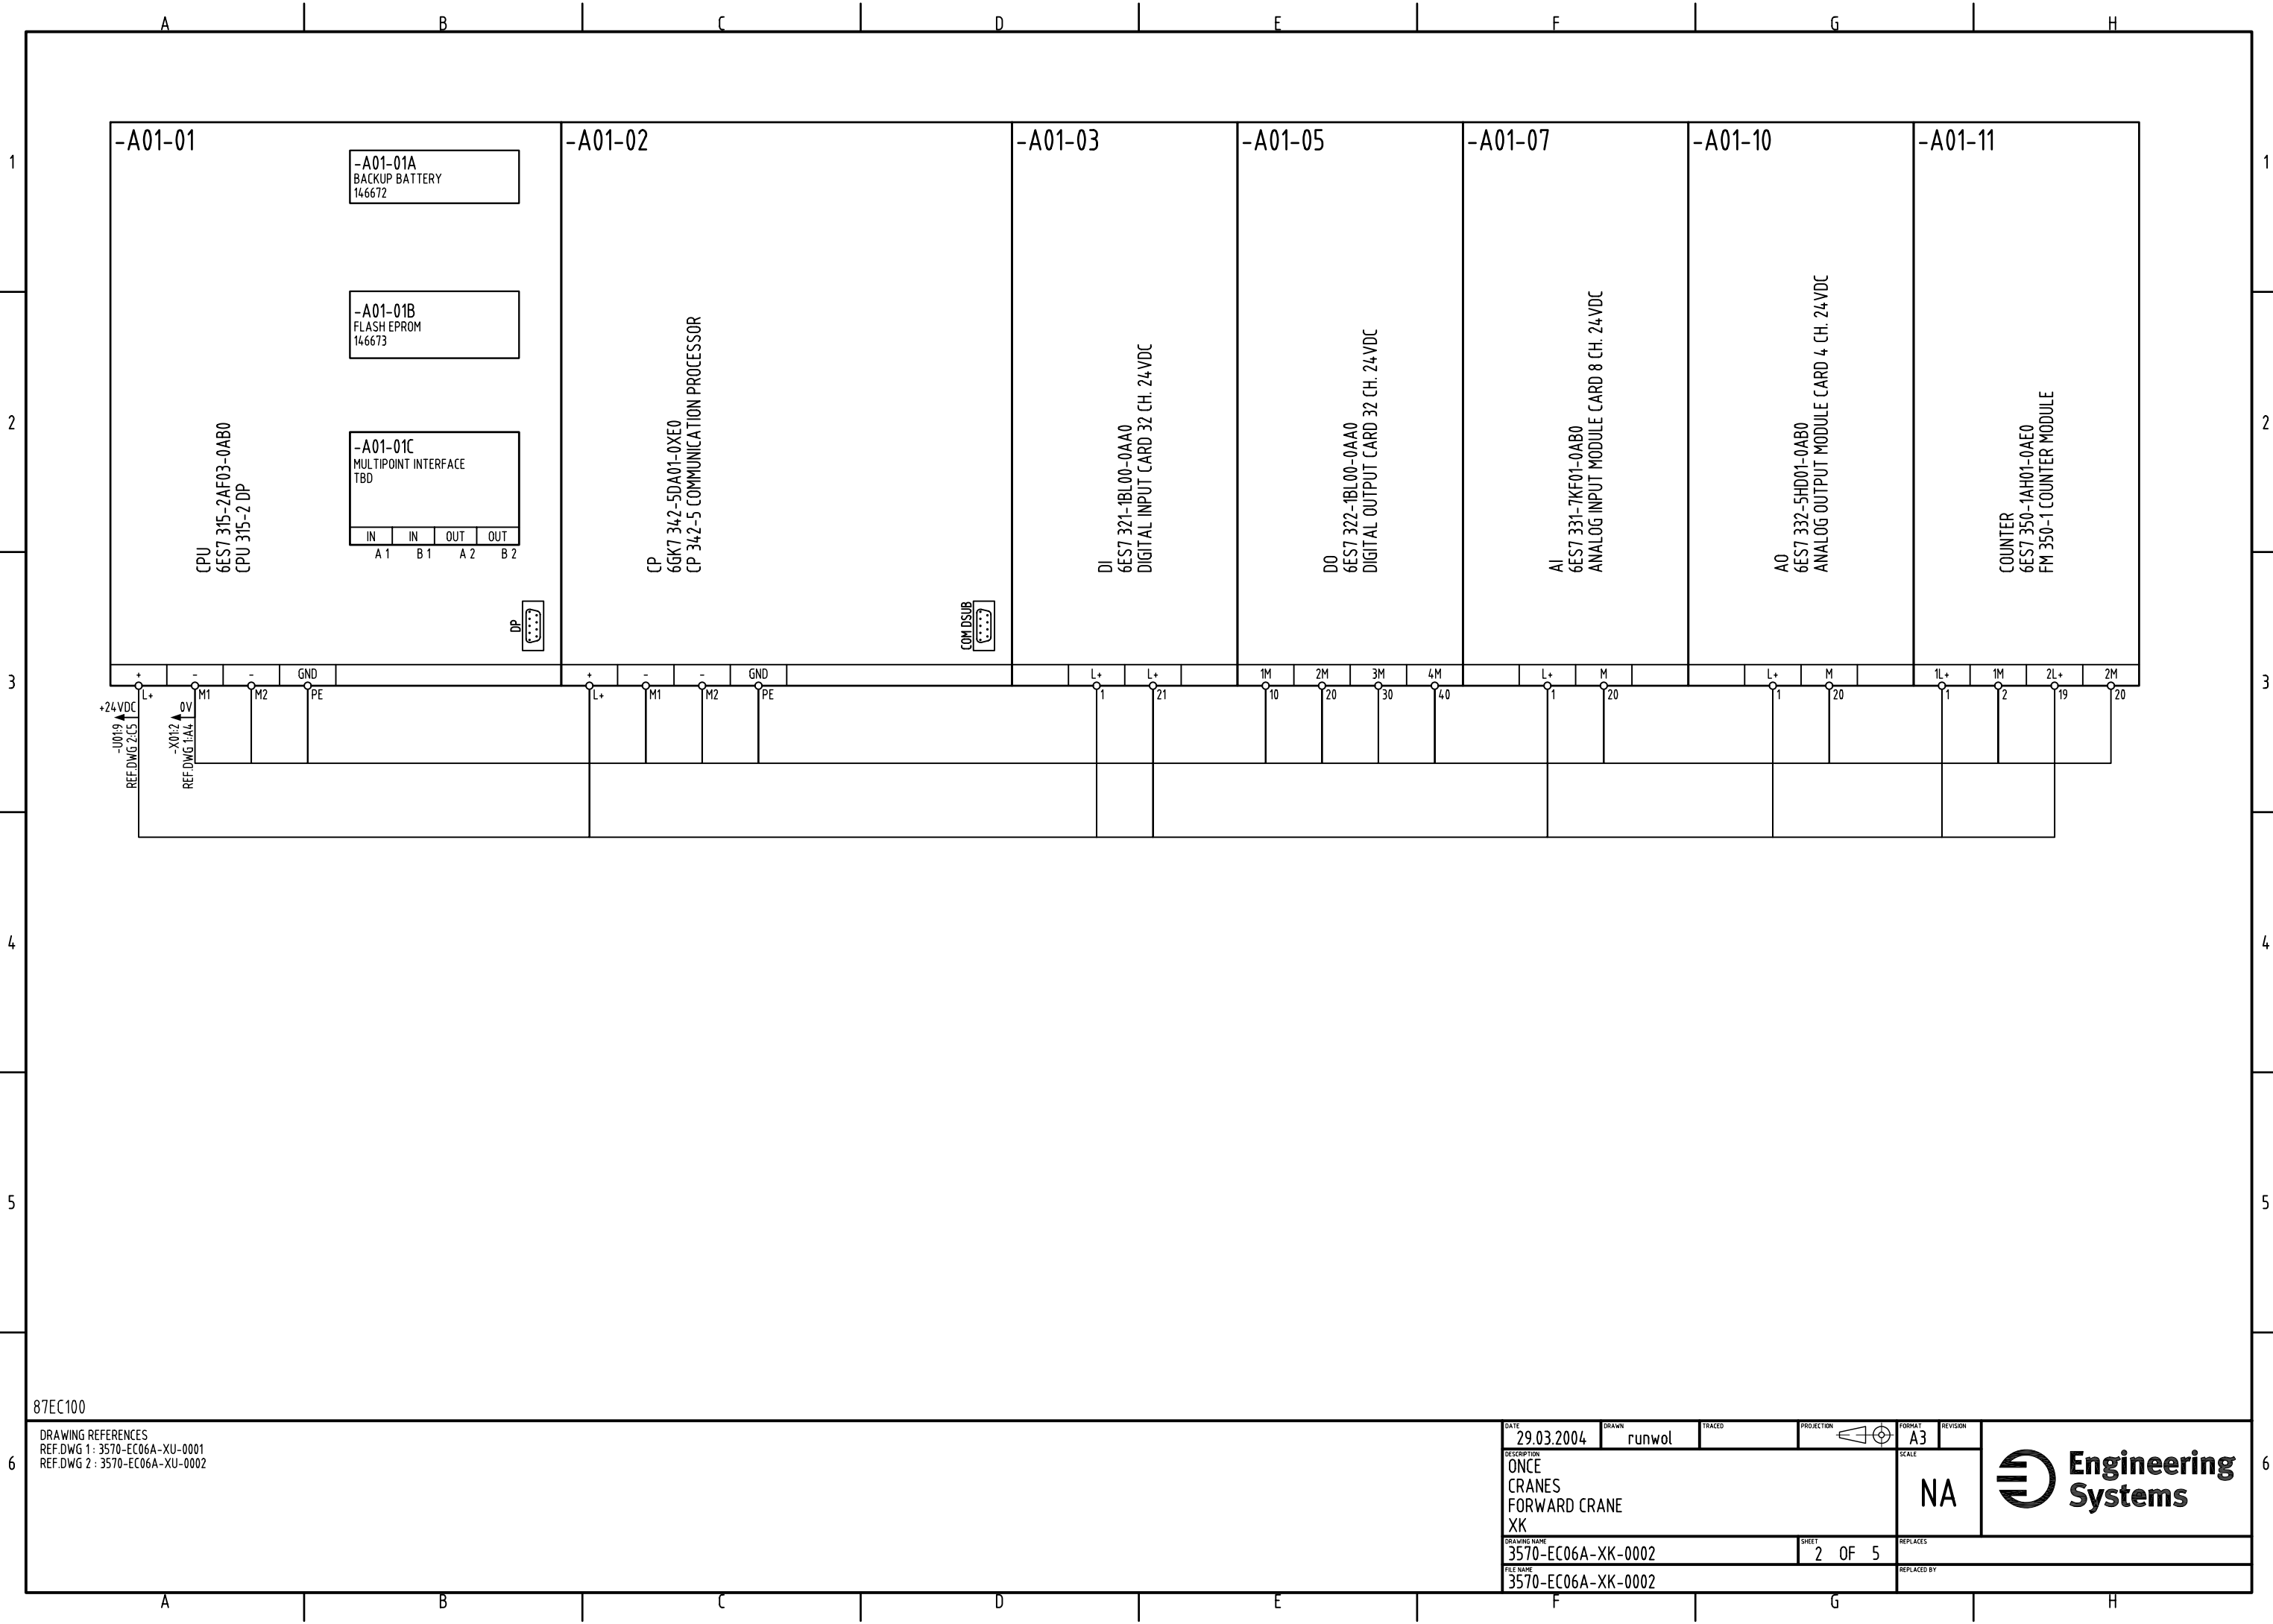 A B C D E F G H
1 1
2 2
3 3
4 4
5 5
6 6
-A01-01
-A01-01A
BACKUP BATTERY
146672
-A01-01B
FLASH EPROM
146673
-A01-01C
MULTIPOINT INTERFACE
TBD
IN IN OUT OUT
A 1 B 1 A 2 B 2
CPU
6ES7 315-2AF03-0AB0
CPU 315-2 DP
DP
+ - - GND
L+ M1 M2 PE
+24VDC
-U01:9
REF.DWG 2:C5
0V
-X01:2
REF.DWG 1:A4
-A01-02
CP
6GK7 342-5DA01-0XE0
CP 342-5 COMMUNICATION PROCESSOR
COM DSUB
+ - - GND
L+ M1 M2 PE
-A01-03
DI
6ES7 321-1BL00-0AA0
DIGITAL INPUT CARD 32 CH. 24VDC
L+ L+
1 21
-A01-05
DO
6ES7 322-1BL00-0AA0
DIGITAL OUTPUT CARD 32 CH. 24VDC
1M 2M 3M 4M
10 20 30 40
-A01-07
AI
6ES7 331-7KF01-0AB0
ANALOG INPUT MODULE CARD 8 CH. 24VDC
L+ M
1 20
-A01-10
AO
6ES7 332-5HD01-0AB0
ANALOG OUTPUT MODULE CARD 4 CH. 24VDC
L+ M
1 20
-A01-11
COUNTER
6ES7 350-1AH01-0AE0
FM 350-1 COUNTER MODULE
1L+ 1M 2L+ 2M
1 2 19 20
87EC100
DRAWING REFERENCES
REF.DWG 1 : 3570-EC06A-XU-0001
REF.DWG 2 : 3570-EC06A-XU-0002
DATE
29.03.2004
DRAWN
runwol
TRACED
PROJECTION
FORMAT
A3
REVISION
DESCRIPTION
ONCE
CRANES
FORWARD CRANE
XK
SCALE
NA
Engineering
Systems
DRAWING NAME
3570-EC06A-XK-0002
SHEET
2 OF 5
REPLACES
FILE NAME
3570-EC06A-XK-0002
REPLACED BY
A B C D E F G H